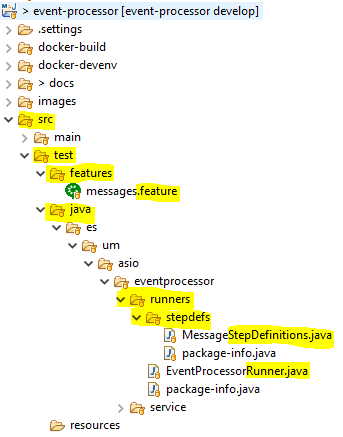 > event-processor [event-processor develop]
.settings
docker-build
docker-devenv
> docs
images
src
main
test
features
messages.feature
java
es
um
asio
eventprocessor
runners
stepdefs
MessageStepDefinitions.java
package-info.java
EventProcessorRunner.java
package-info.java
service
resources